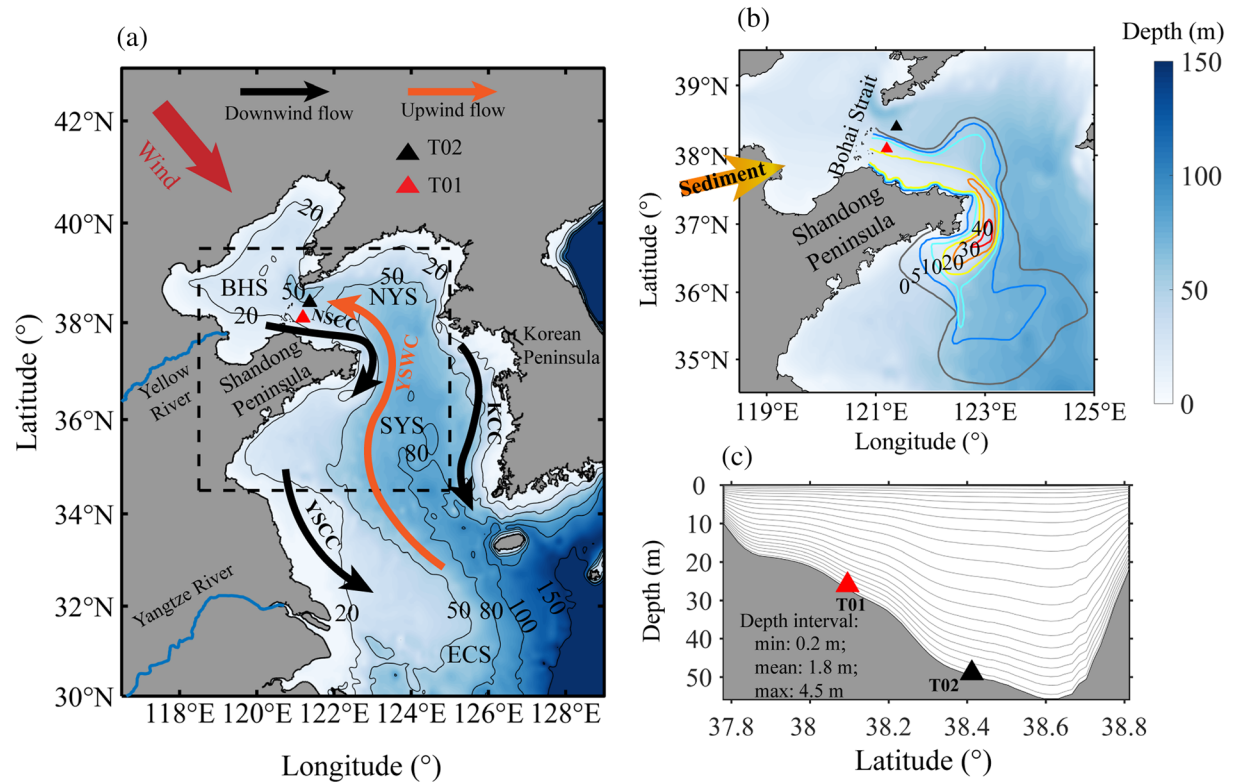 (a)
Downwind flow
Upwind flow
T02
T01
Wind
42°N
40°N
38°N
36°N
34°N
32°N
30°N
Latitude (°)
20
BHS
20
50
50
20
NYS
NSCC
YSWC
Korean
Peninsula
Yellow
River
Shandong
Peninsula
SYS
80
KCC
YSCC
Yangtze River
20
50
80
100
150
ECS
118°E
120°E
122°E
124°E
126°E
128°E
Longitude (°)
(b)
39°N
38°N
37°N
36°N
35°N
Latitude (°)
Sediment
Bohai Strait
Shandong
Peninsula
40
30
20
10
5
0
119°E
121°E
123°E
125°E
Longitude (°)
Depth (m)
150
100
50
0
(c)
0
10
20
30
40
50
Depth (m)
T01
T02
Depth interval:
min: 0.2 m;
mean: 1.8 m;
max: 4.5 m
37.8
38
38.2
38.4
38.6
38.8
Latitude (°)